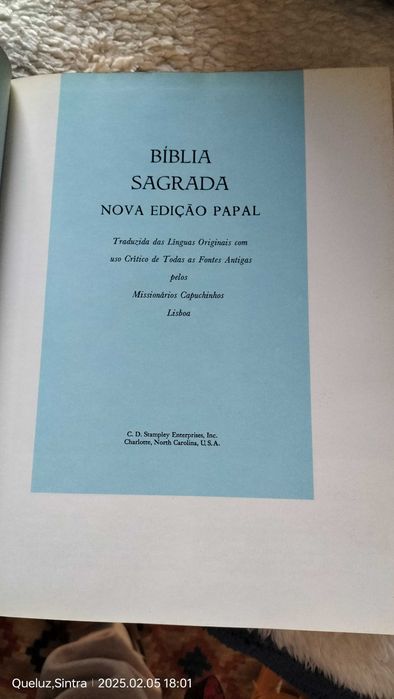 BÍBLIA
SAGRADA
NOVA EDIÇÃO PAPAL
Traduzida das Línguas Originais com
uso Crítico de Todas as Fontes Antigas
pelos
Missionários Capuchinhos
Lisboa
C. D. Stampley Enterprises, Inc.
Charlotte, North Carolina, U.S.A.
Queluz,Sintra | 2025.02.05 18:01